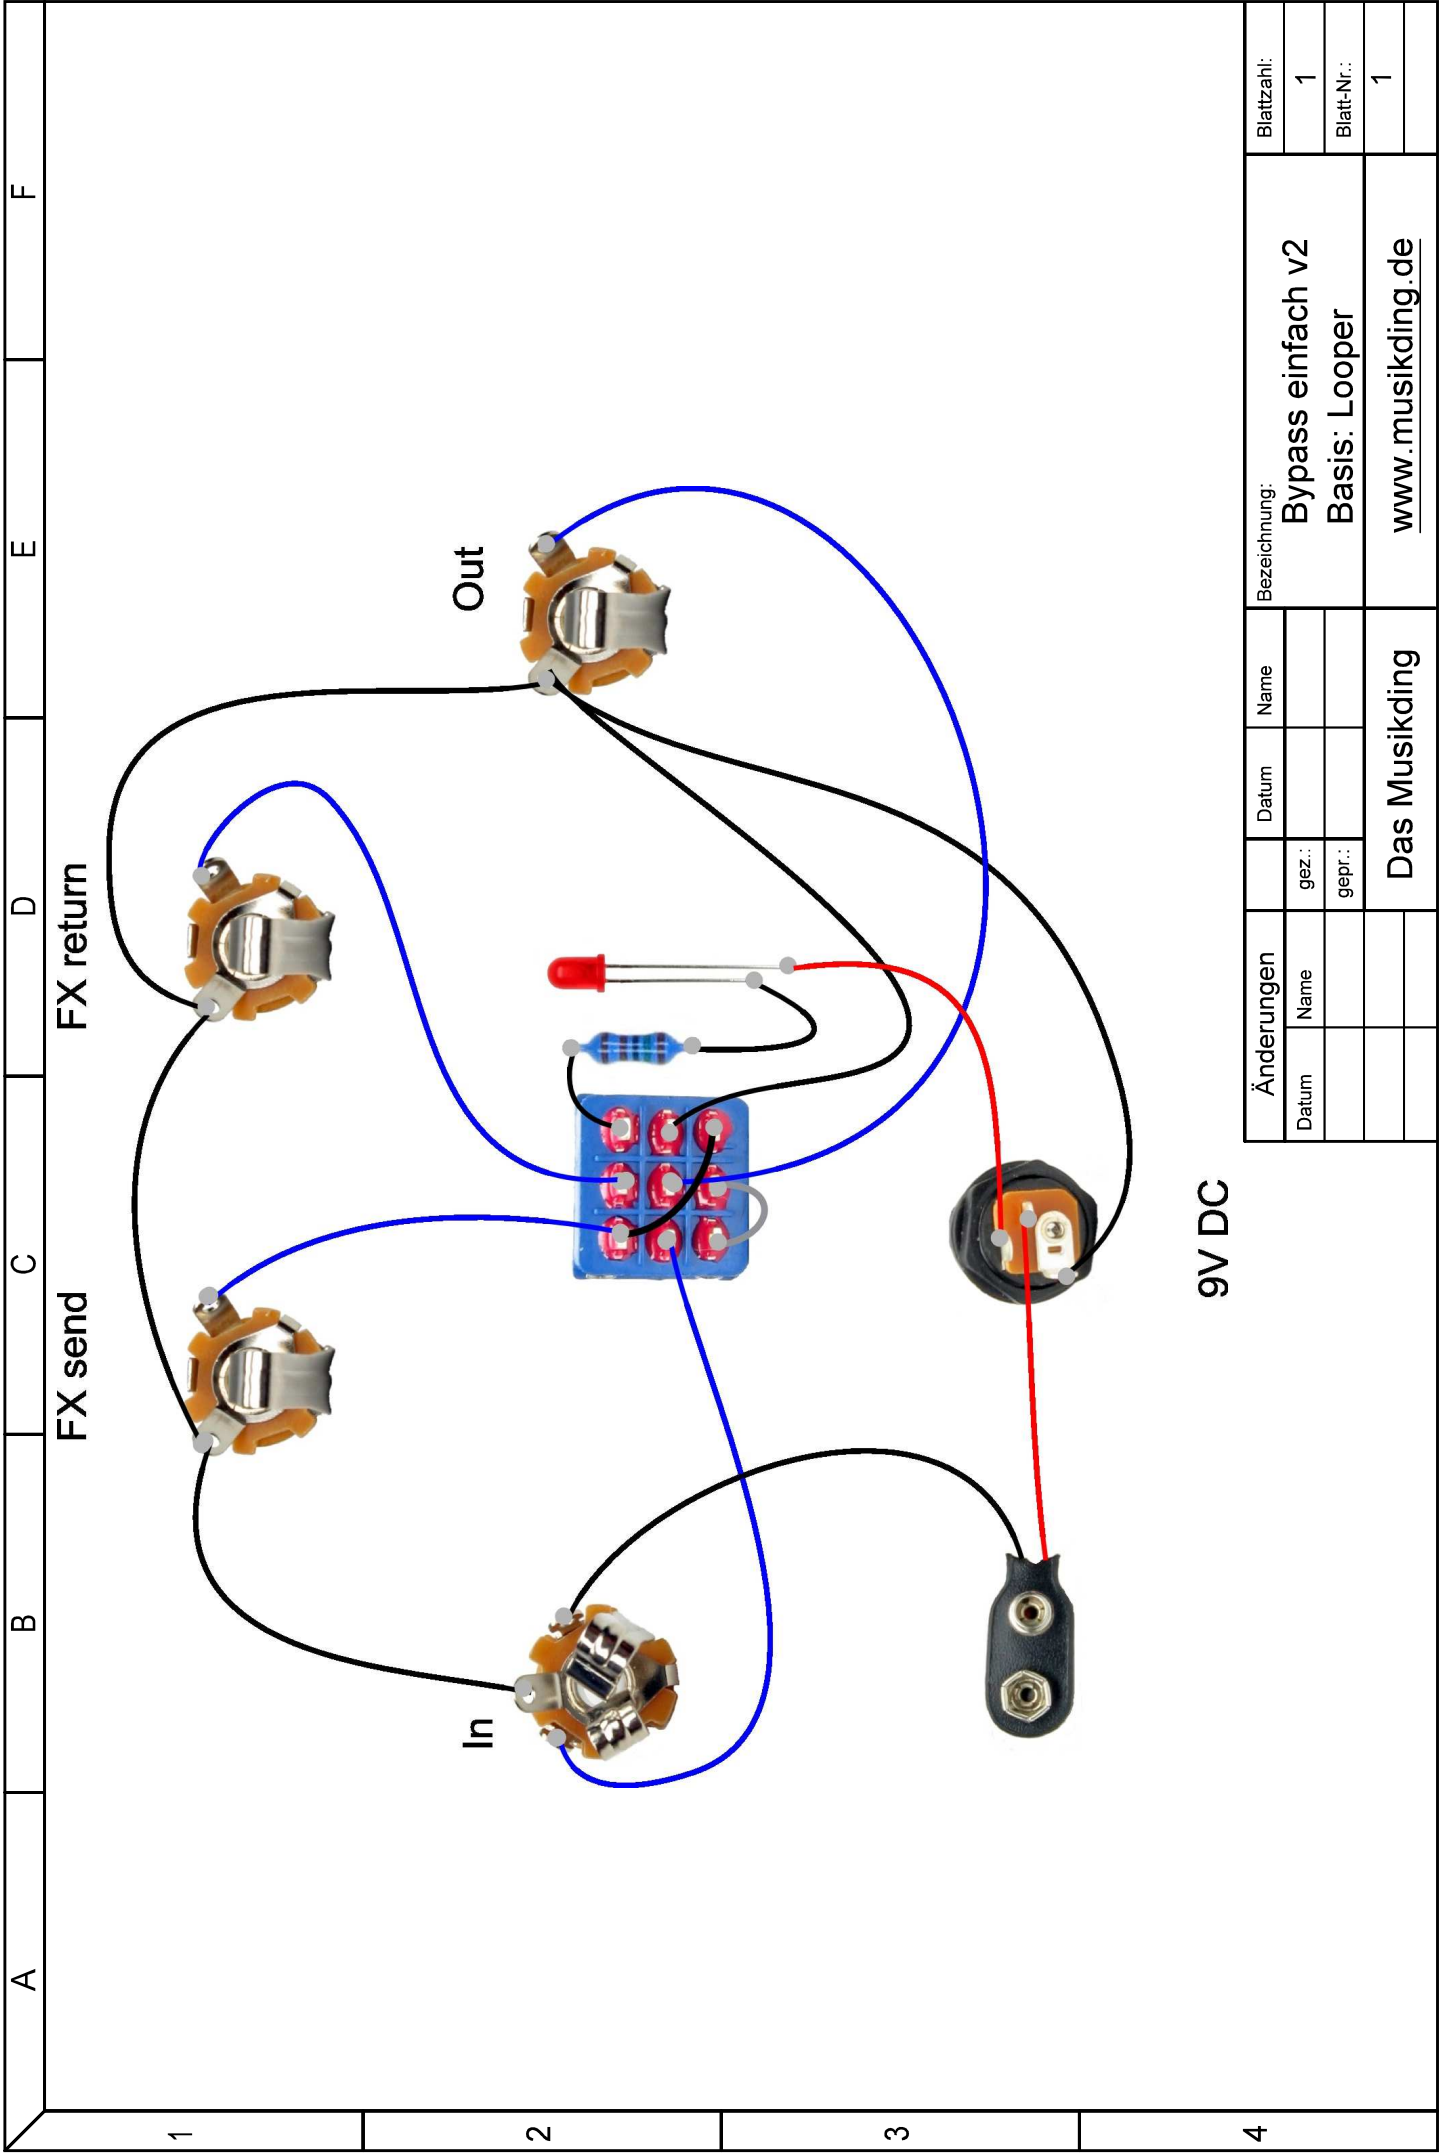 A
B
C
D
E
F
1
2
3
4
FX send
FX return
In
Out
9V DC
Änderungen
Datum
Name
Datum
Name
gez.:
gepr.:
Bezeichnung:
Bypass einfach v2
Basis: Looper
Blattzahl:
1
Blatt-Nr.:
1
Das Musikding
www.musikding.de